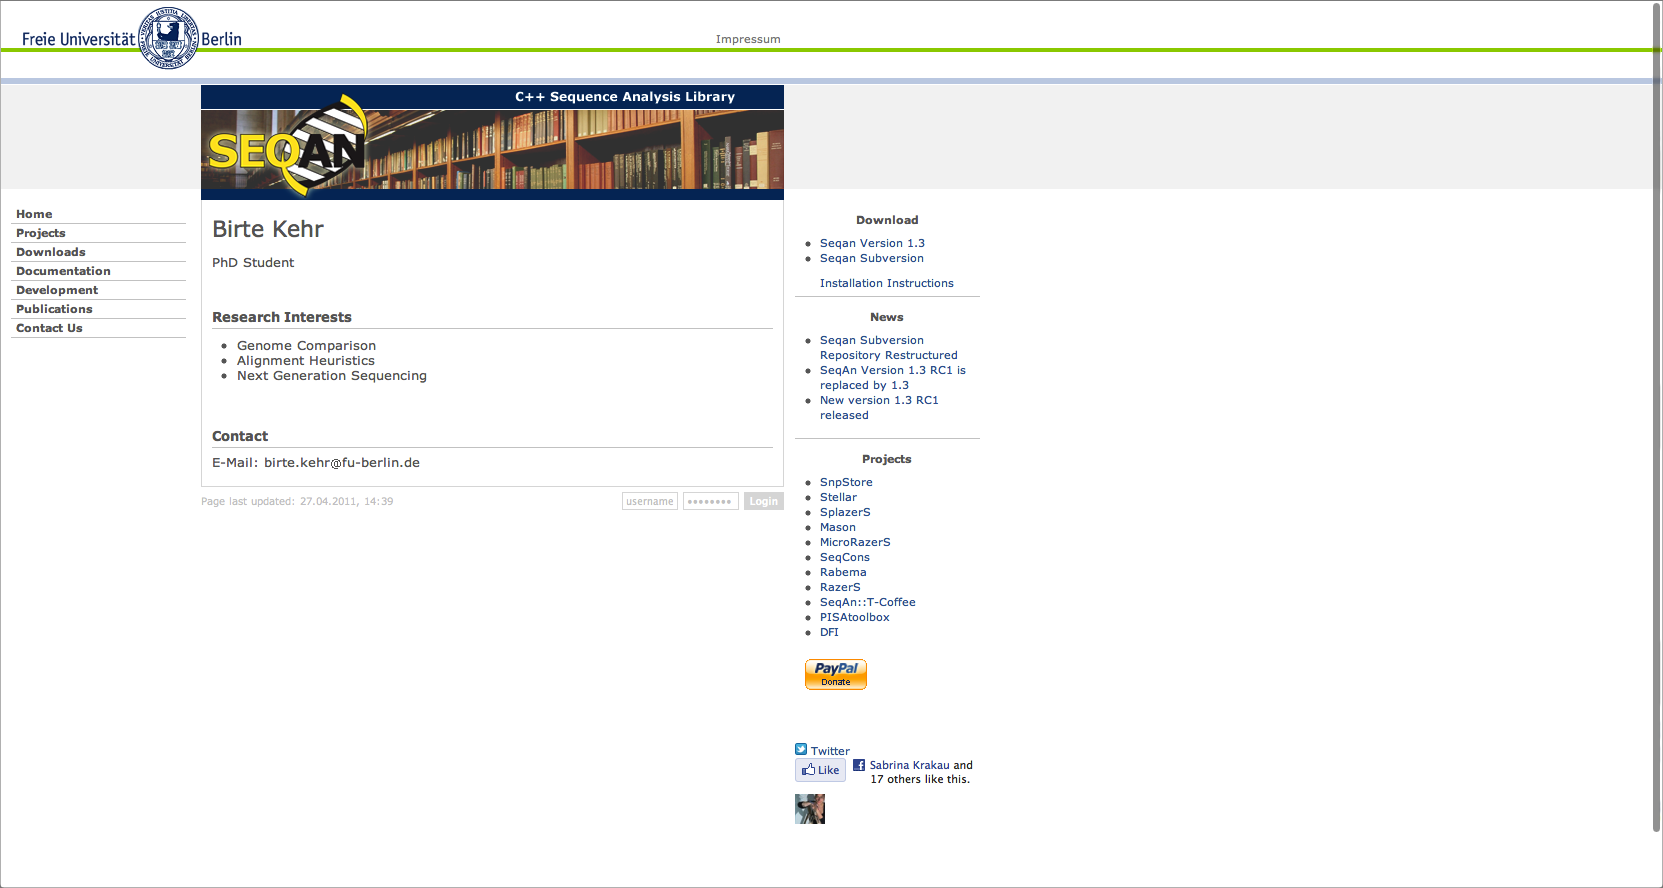 Freie Universität Berlin
Impressum
C++ Sequence Analysis Library
SEQAN
Home
Projects
Downloads
Documentation
Development
Publications
Contact Us
Birte Kehr
PhD Student
Research Interests
Genome Comparison
Alignment Heuristics
Next Generation Sequencing
Contact
E-Mail: birte.kehr@fu-berlin.de
Page last updated: 27.04.2011, 14:39
username
Login
Download
Seqan Version 1.3
Seqan Subversion
Installation Instructions
News
Seqan Subversion
Repository Restructured
SeqAn Version 1.3 RC1 is
replaced by 1.3
New version 1.3 RC1
released
Projects
SnpStore
Stellar
SplazerS
Mason
MicroRazerS
SeqCons
Rabema
RazerS
SeqAn::T-Coffee
PISAtoolbox
DFI
PayPal
Donate
Twitter
Like
Sabrina Krakau and
17 others like this.